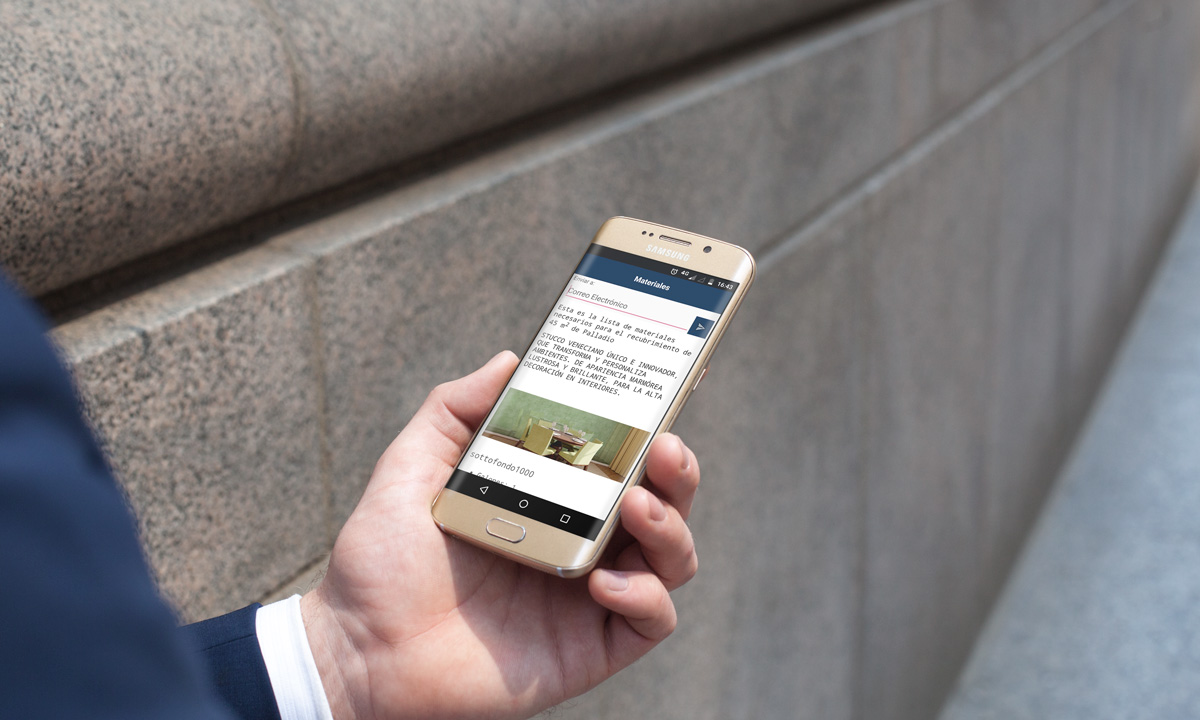 SAMSUNG
4G 16:43
Materiales
Enviar a
Correo Electrónico
Esta es la lista de materiales
necesarios para el recubrimiento de
45 m² de Palladio
STUCCO VENECIANO ÚNICO E INNOVADOR,
QUE TRANSFORMA Y PERSONALIZA
AMBIENTES. DE APARIENCIA MARMÓREA
LUSTROSA Y BRILLANTE, PARA LA ALTA
DECORACIÓN EN INTERIORES.
sottofondo1000